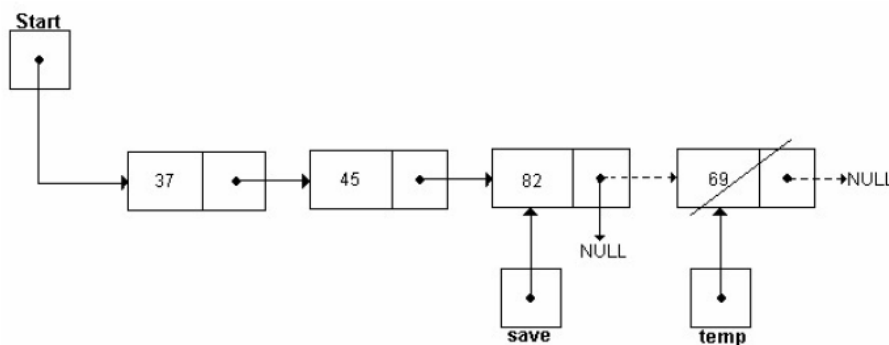 Start
37
45
82
69
NULL
NULL
save
temp